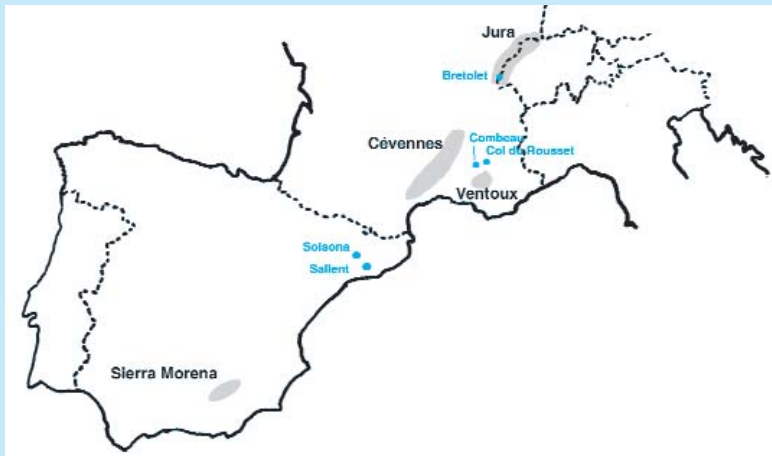 Jura
Bretolet
Combeau
Cévennes
Col du Rousset
Ventoux
Solsona
Sallent
Sierra Morena